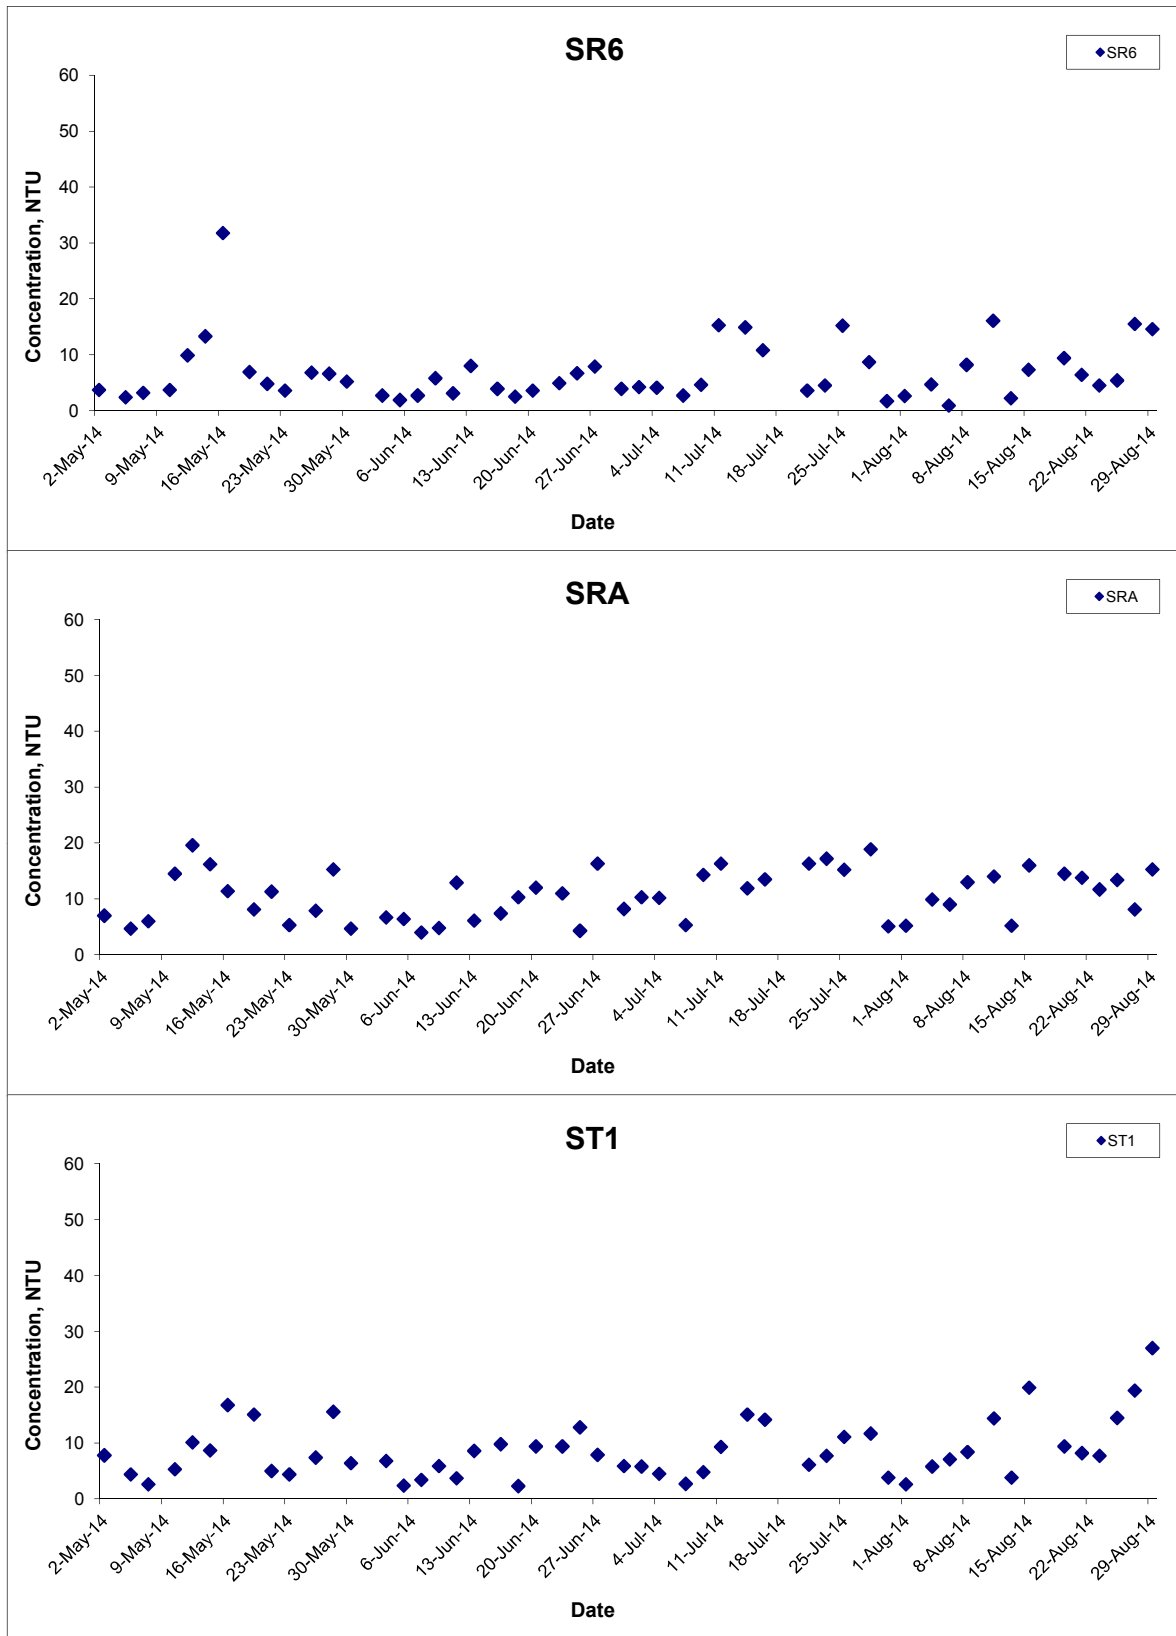 SR6
SR6
60
50
40
30
20
10
0
Concentration, NTU
2-May-14
9-May-14
16-May-14
23-May-14
30-May-14
6-Jun-14
13-Jun-14
20-Jun-14
27-Jun-14
4-Jul-14
11-Jul-14
18-Jul-14
25-Jul-14
1-Aug-14
8-Aug-14
15-Aug-14
22-Aug-14
29-Aug-14
Date
SRA
SRA
60
50
40
30
20
10
0
Concentration, NTU
2-May-14
9-May-14
16-May-14
23-May-14
30-May-14
6-Jun-14
13-Jun-14
20-Jun-14
27-Jun-14
4-Jul-14
11-Jul-14
18-Jul-14
25-Jul-14
1-Aug-14
8-Aug-14
15-Aug-14
22-Aug-14
29-Aug-14
Date
ST1
ST1
60
50
40
30
20
10
0
Concentration, NTU
2-May-14
9-May-14
16-May-14
23-May-14
30-May-14
6-Jun-14
13-Jun-14
20-Jun-14
27-Jun-14
4-Jul-14
11-Jul-14
18-Jul-14
25-Jul-14
1-Aug-14
8-Aug-14
15-Aug-14
22-Aug-14
29-Aug-14
Date